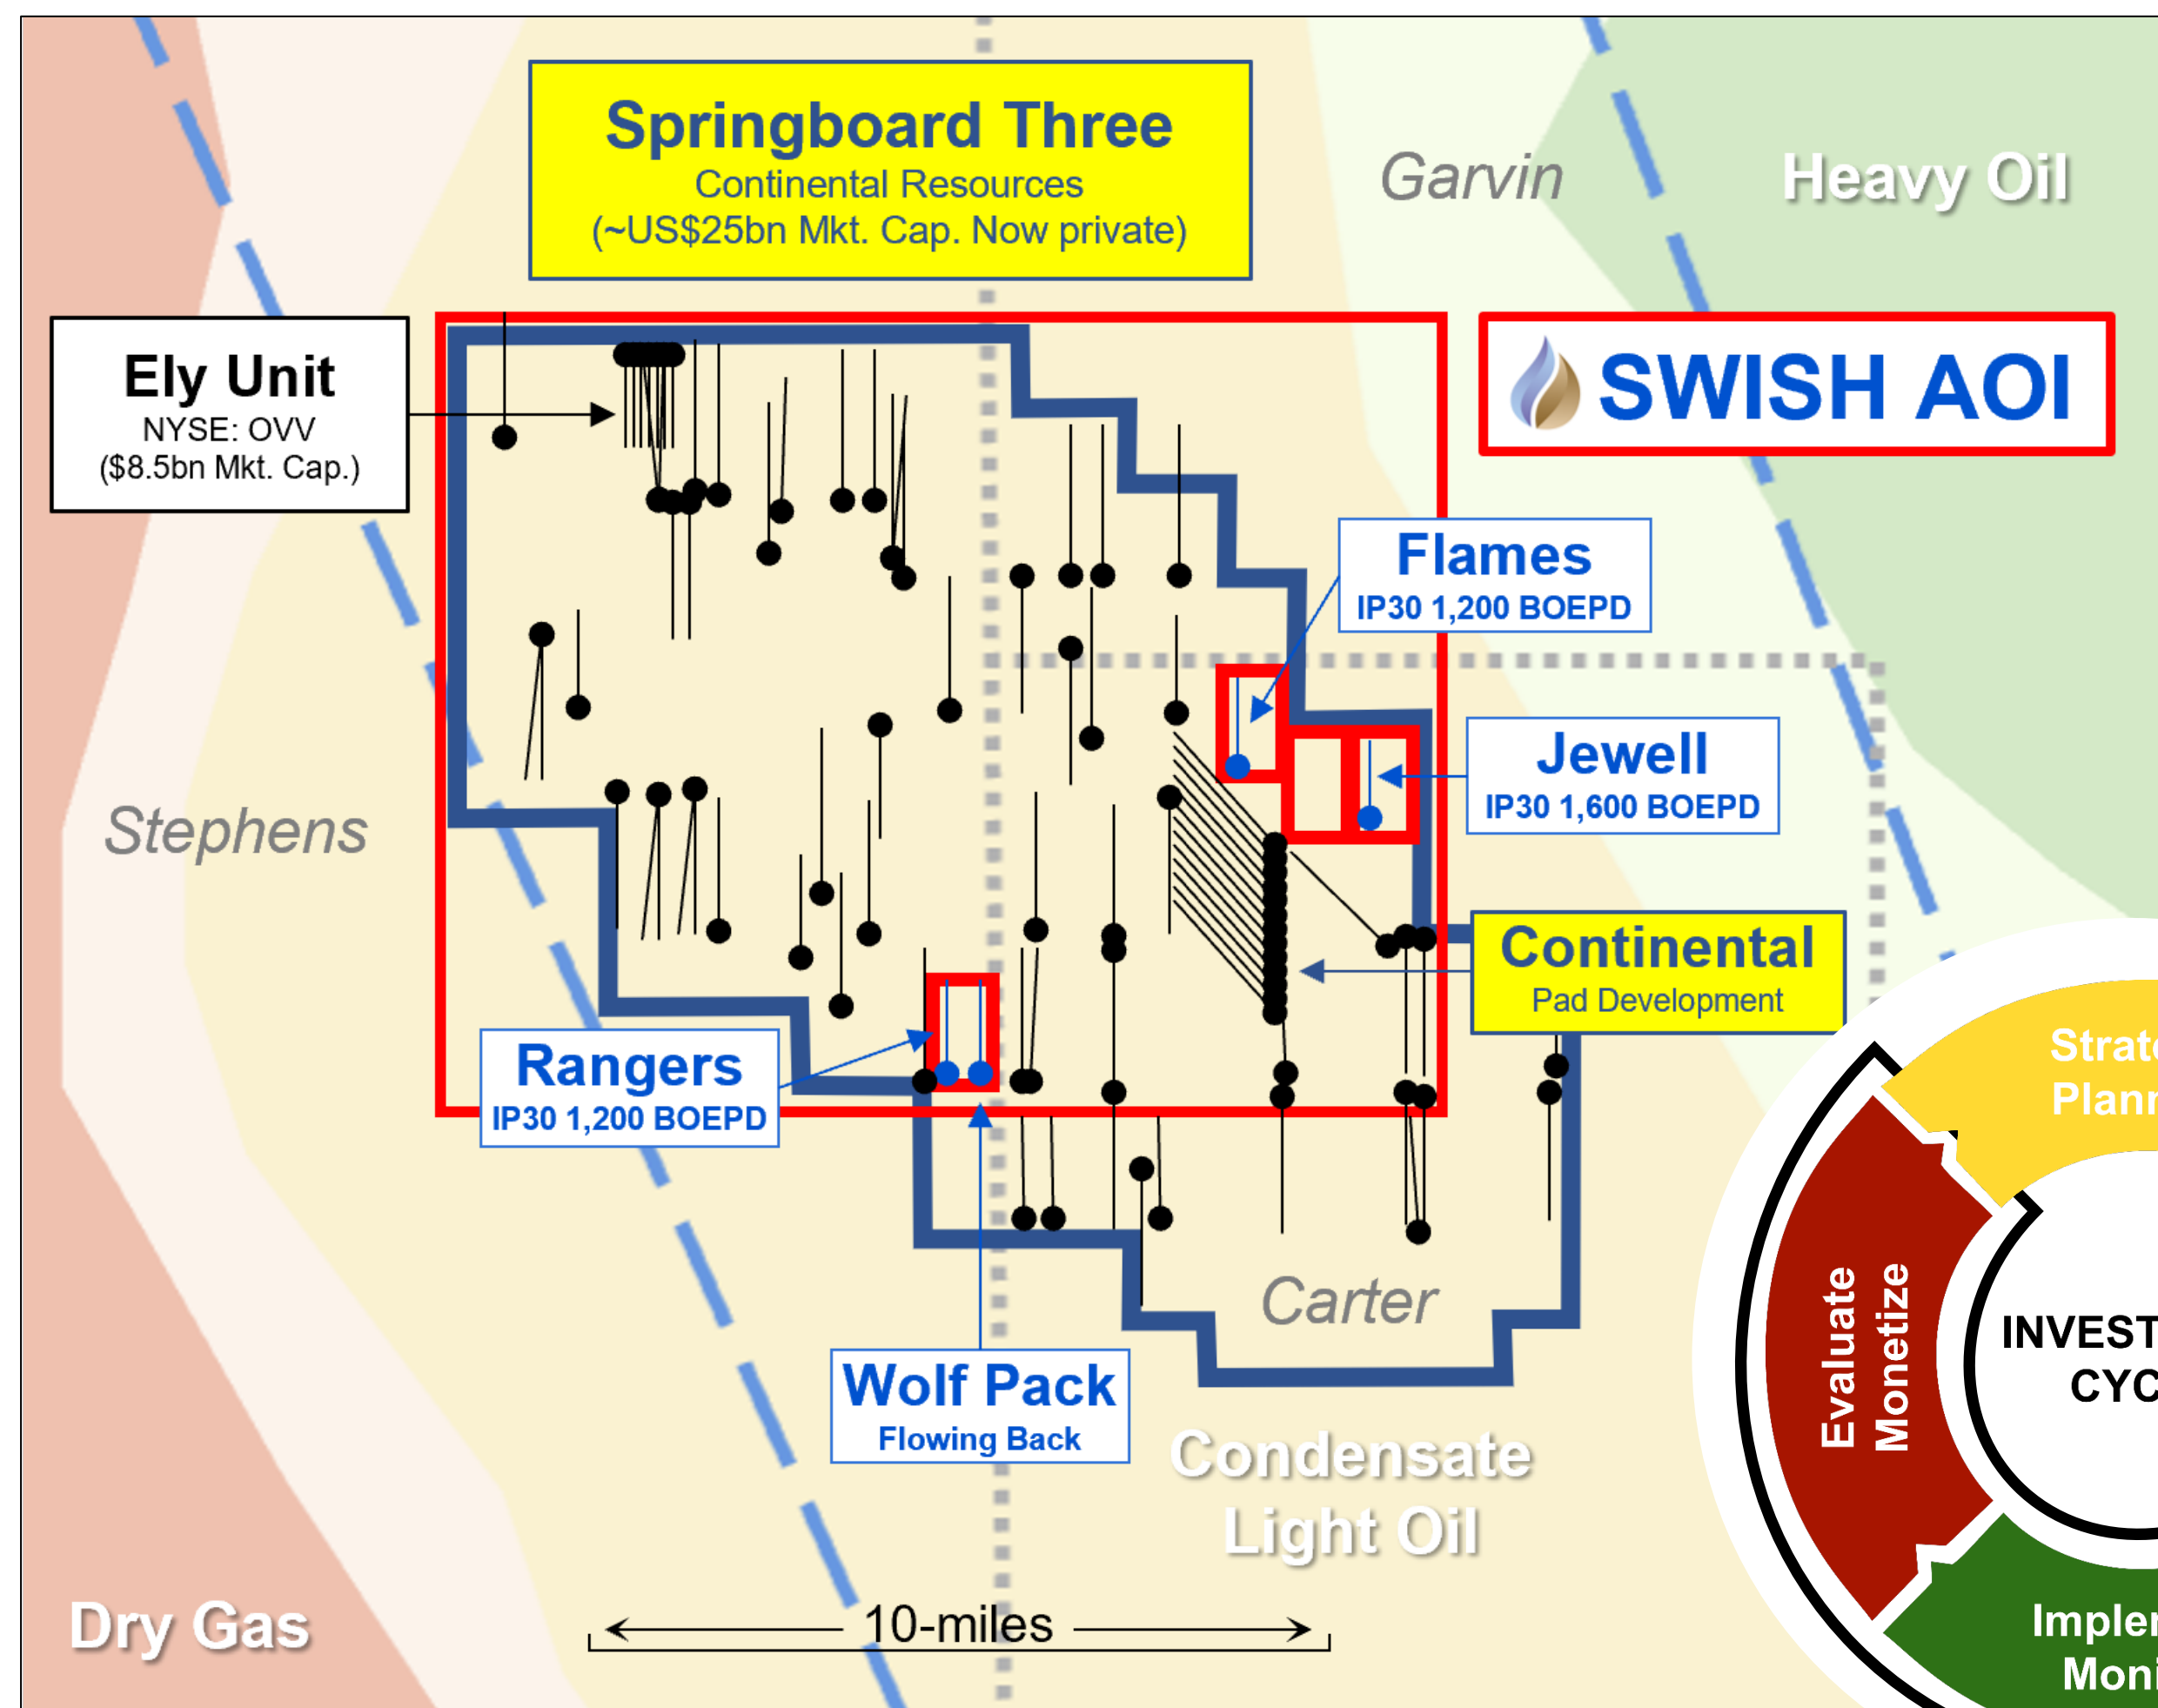 Springboard Three
Continental Resources
(~US$25bn Mkt. Cap. Now private)
Garvin
Heavy Oil
Ely Unit
NYSE: OVV
($8.5bn Mkt. Cap.)
SWISH AOI
Flames
IP30 1,200 BOEPD
Jewell
IP30 1,600 BOEPD
Stephens
Continental
Pad Development
Rangers
IP30 1,200 BOEPD
Carter
Wolf Pack
Flowing Back
Condensate
Light Oil
Dry Gas
10-miles
Evaluate
Monetize